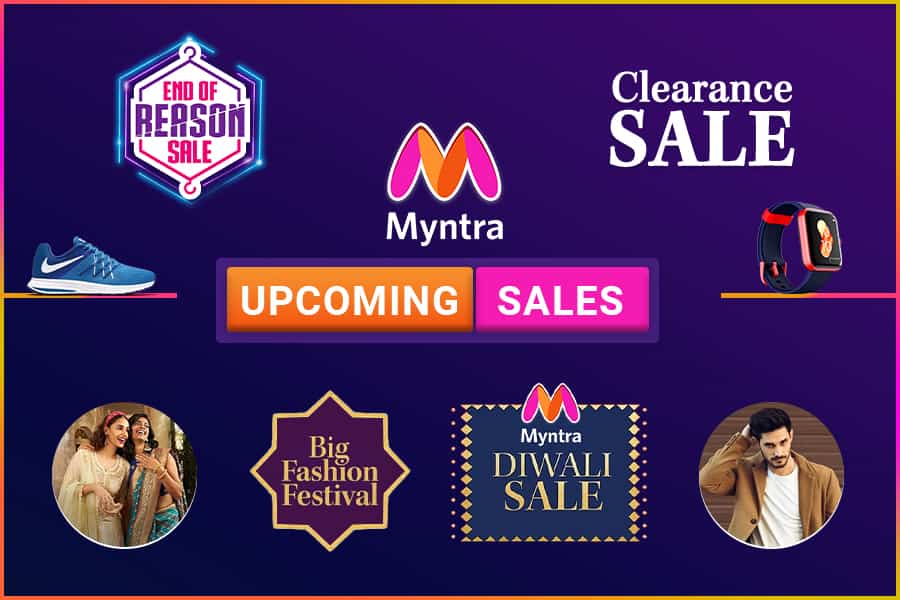 END OF
REASON
SALE
Clearance
SALE
Myntra
UPCOMING SALES
Big
Fashion
Festival
Myntra
DIWALI
SALE